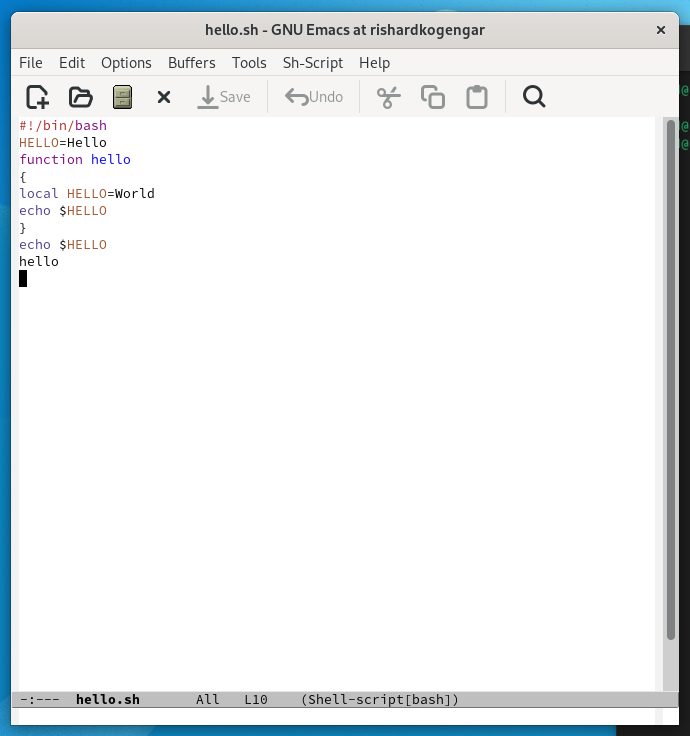 hello.sh - GNU Emacs at rishardkogengar
File Edit Options Buffers Tools Sh-Script Help
Save Undo
#!/bin/bash
HELLO=Hello
function hello
{
local HELLO=World
echo $HELLO
}
echo $HELLO
hello
-:--- hello.sh All L10 (Shell-script[bash])
@
@
@